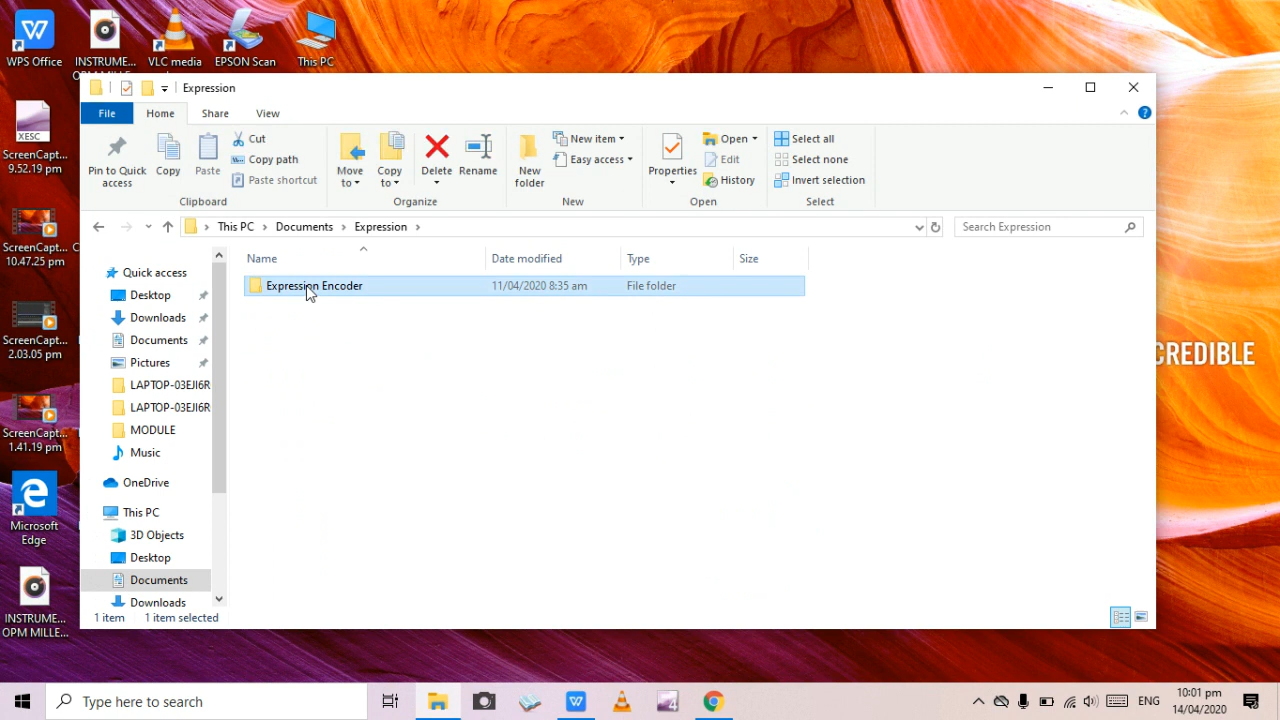 WPS Office
INSTRUME...
VLC media
EPSON Scan
This PC
XESC
ScreenCapt...
9.52.19 pm
ScreenCapt...
10.47.25 pm
ScreenCapt...
2.03.05 pm
ScreenCapt...
1.41.19 pm
Microsoft
Edge
INSTRUME...
OPM MILLE...
Expression
File
Home
Share
View
Pin to Quick
access
Copy
Paste
Cut
Copy path
Paste shortcut
Clipboard
Move
to
Copy
to
Delete
Rename
Organize
New
folder
New item
Easy access
New
Properties
Open
Edit
History
Open
Select all
Select none
Invert selection
Select
This PC > Documents > Expression >
Search Expression
Name
Date modified
Type
Size
Expression Encoder
11/04/2020 8:35 am
File folder
Quick access
Desktop
Downloads
Documents
Pictures
LAPTOP-03EJI6R
LAPTOP-03EJI6R
MODULE
Music
OneDrive
This PC
3D Objects
Desktop
Documents
Downloads
1 item
1 item selected
CREDIBLE
Type here to search
W
4
ENG
10:01 pm
14/04/2020